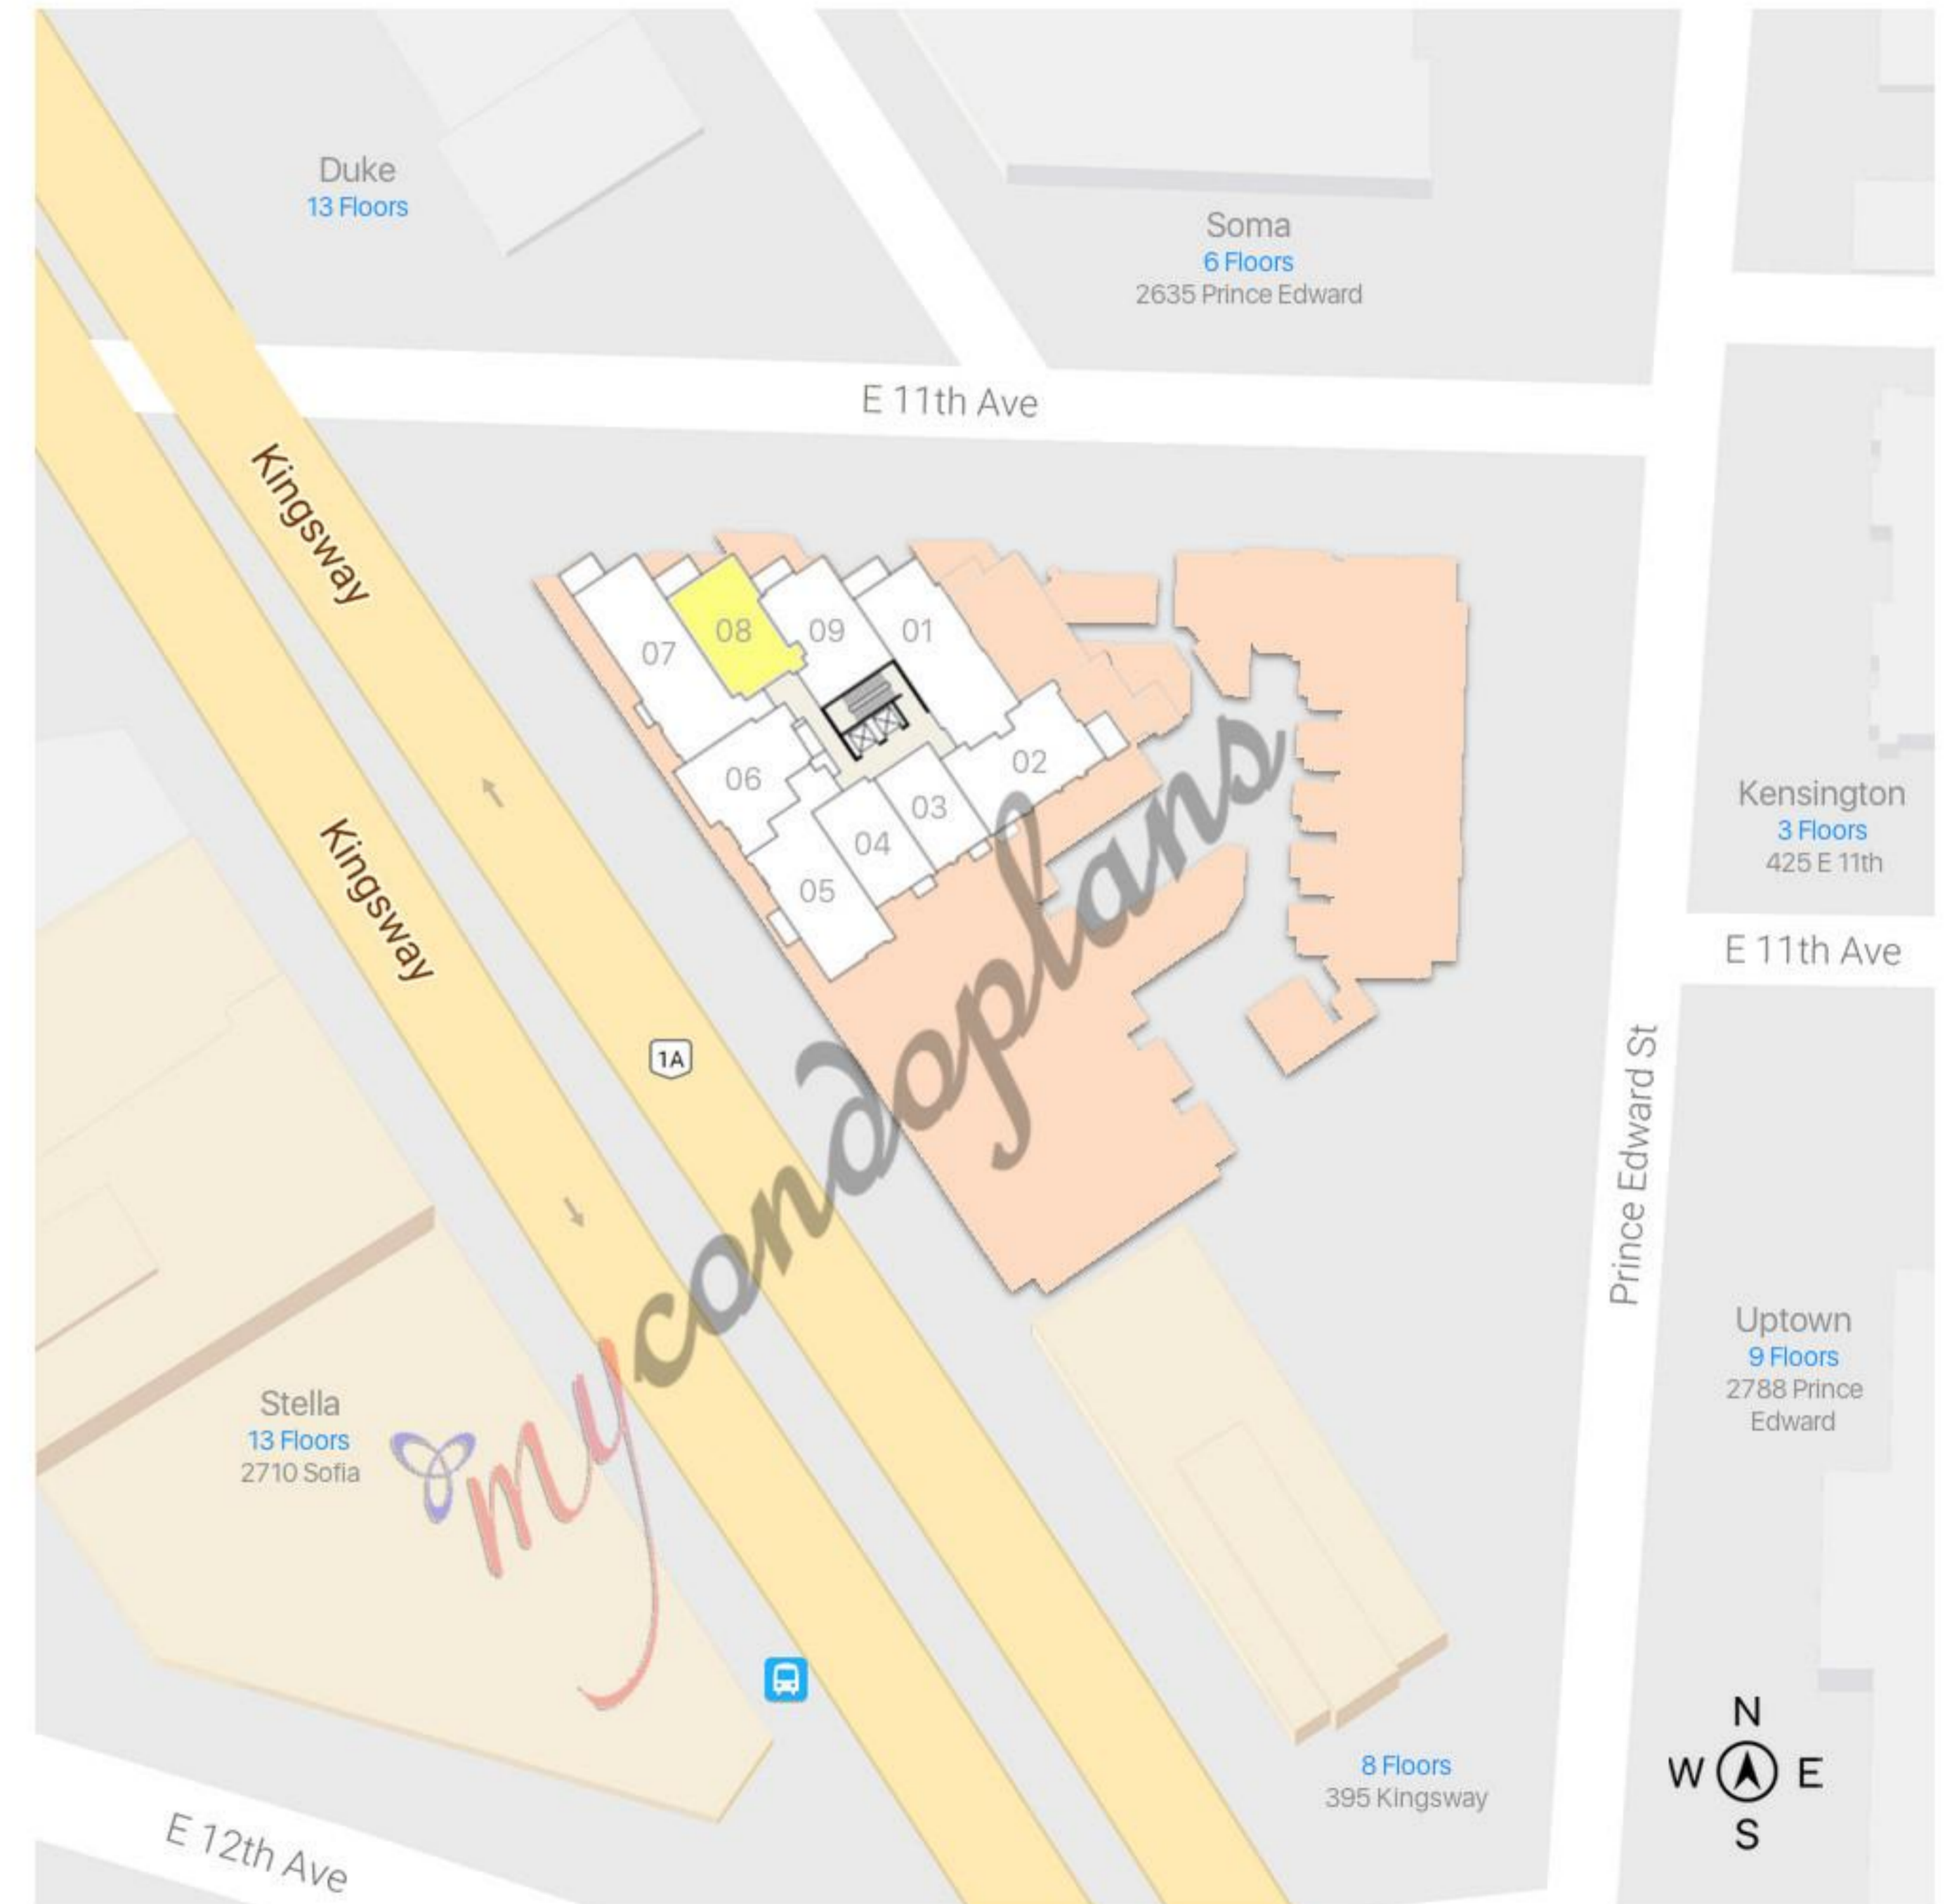 Duke
13 Floors
Soma
6 Floors
2635 Prince Edward
E 11th Ave
Kingsway
07
08
09
01
06
02
03
04
05
Kingsway
Kensington
3 Floors
425 E 11th
E 11th Ave
1A
Prince Edward St
mycondoplans
Stella
13 Floors
2710 Sofia
Uptown
9 Floors
2788 Prince
Edward
8 Floors
395 Kingsway
N
W E
S
E 12th Ave